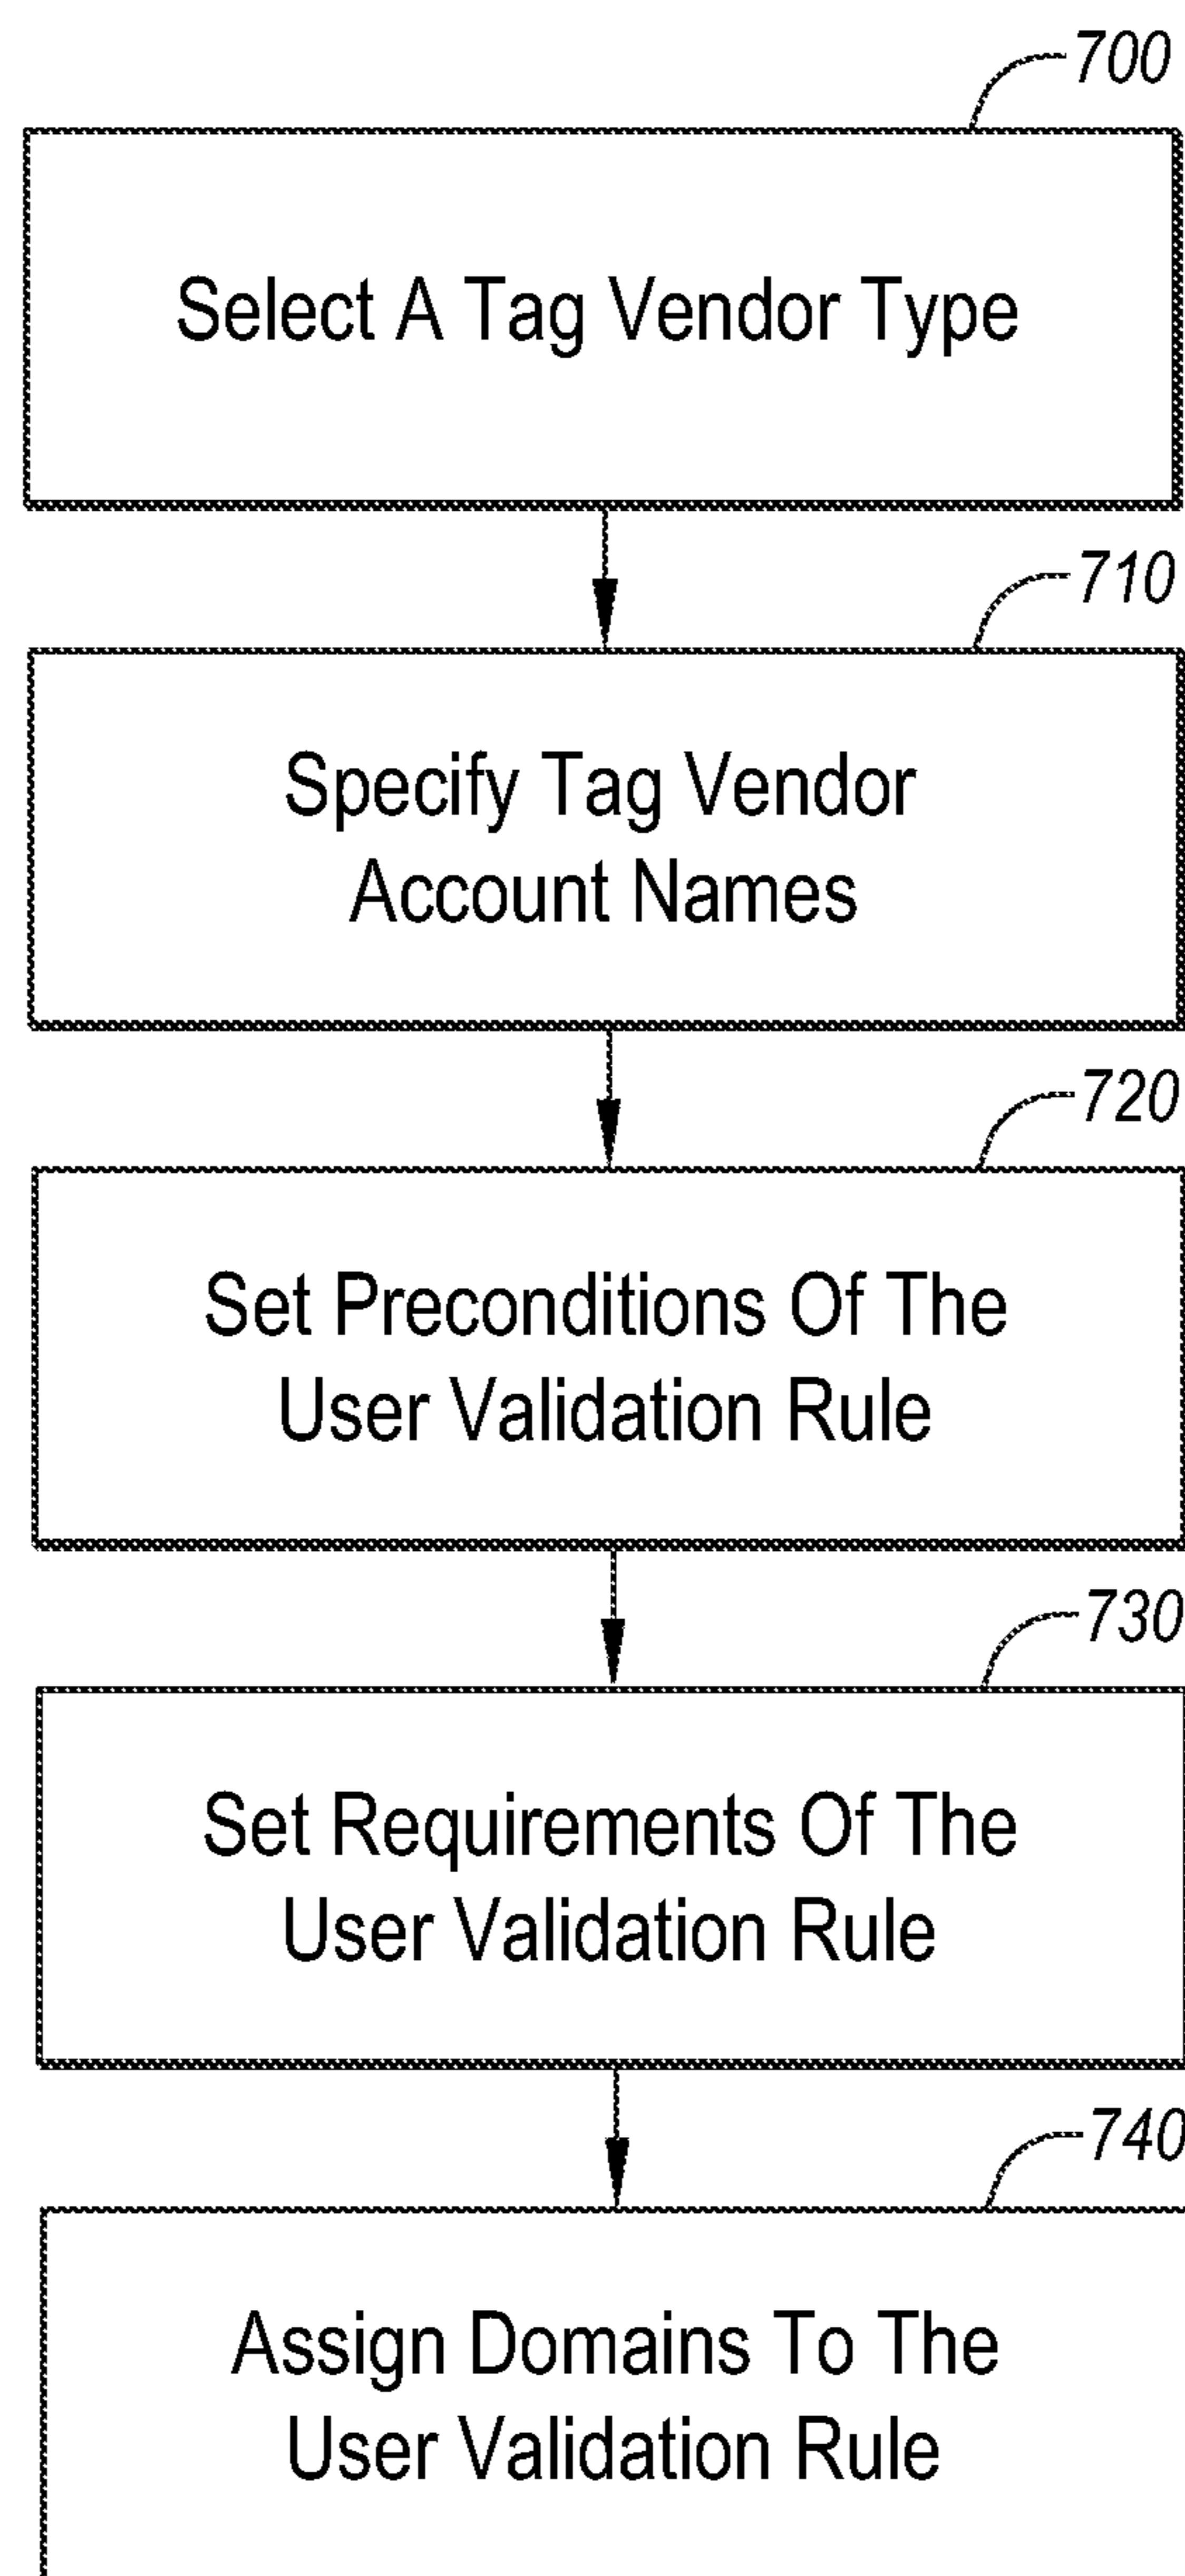 700
Select A Tag Vendor Type
710
Specify Tag Vendor
Account Names
720
Set Preconditions Of The
User Validation Rule
730
Set Requirements Of The
User Validation Rule
740
Assign Domains To The
User Validation Rule